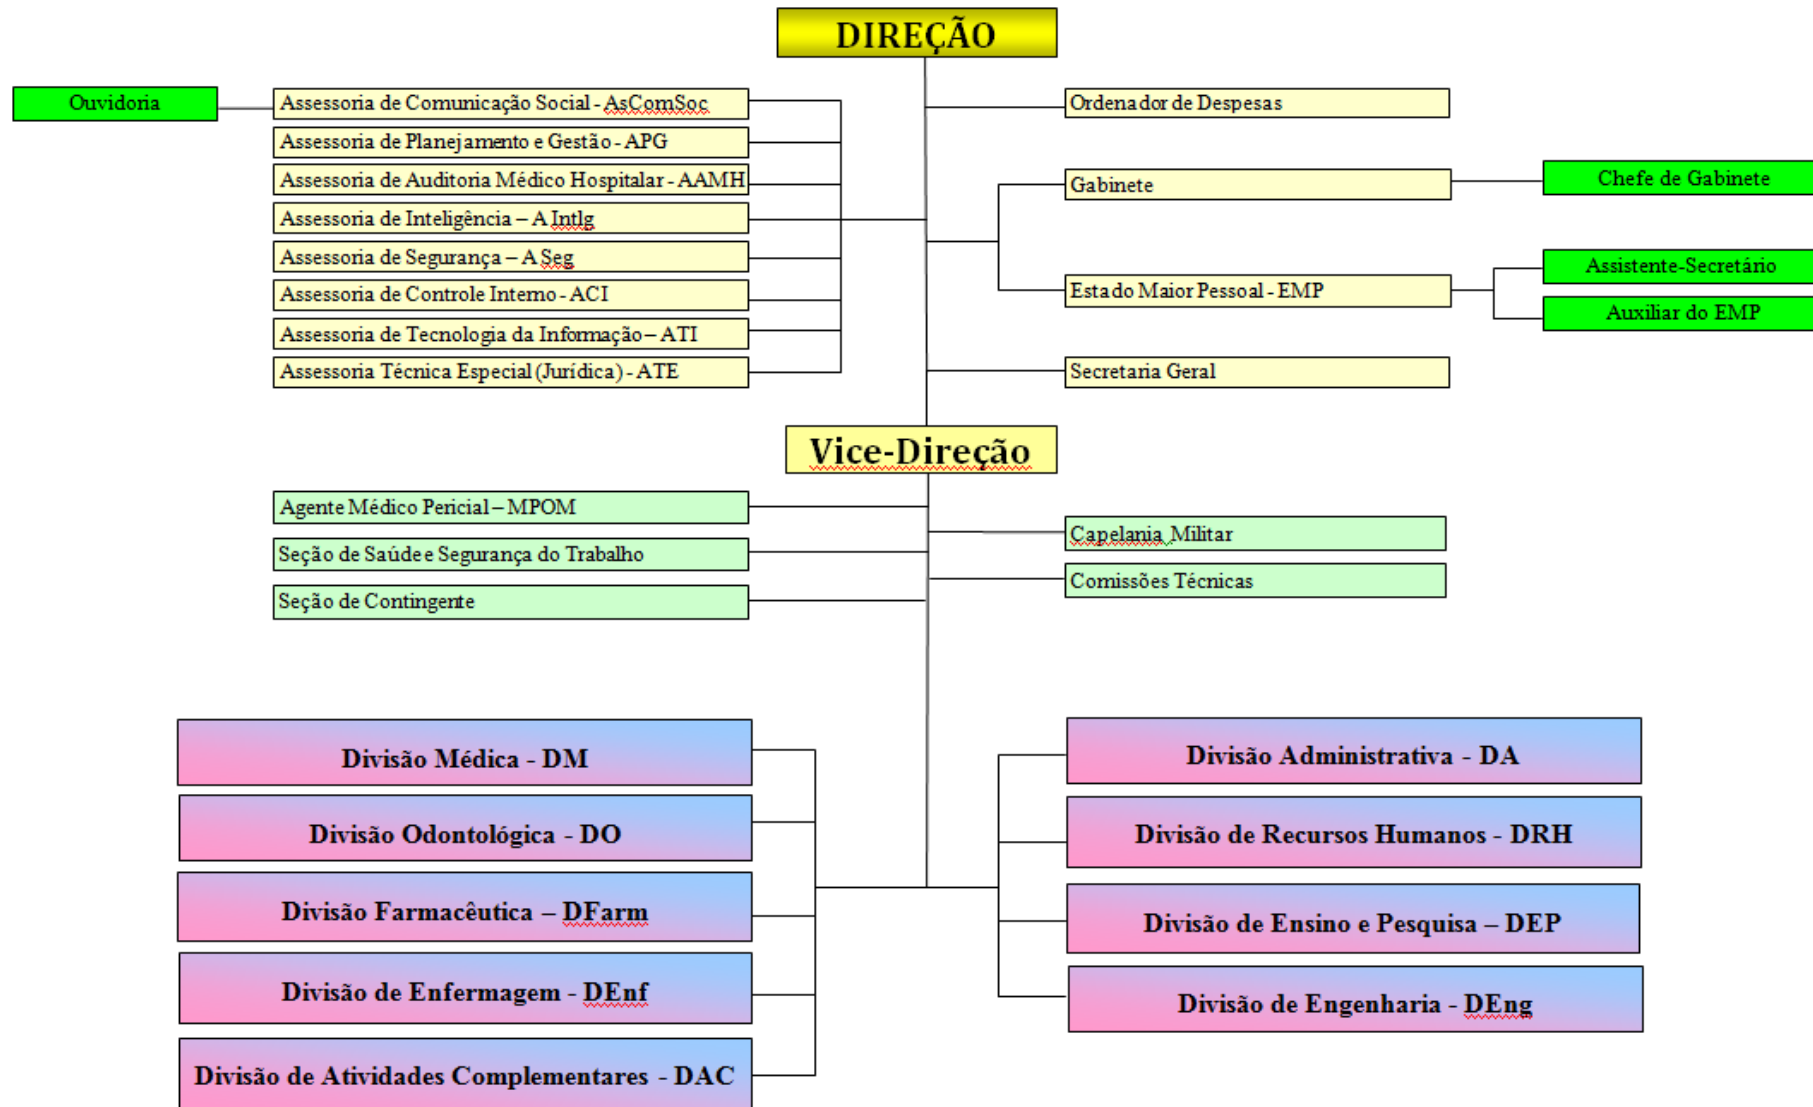 DIREÇÃO
Ouvidoria
Assessoria de Comunicação Social - AsComSoc
Assessoria de Planejamento e Gestão - APG
Assessoria de Auditoria Médico Hospitalar - AAMH
Assessoria de Inteligência – A Intlg
Assessoria de Segurança – A Seg
Assessoria de Controle Interno - ACI
Assessoria de Tecnologia da Informação – ATI
Assessoria Técnica Especial (Jurídica) - ATE
Ordenador de Despesas
Gabinete
Chefe de Gabinete
Estado Maior Pessoal - EMP
Assistente-Secretário
Auxiliar do EMP
Secretaria Geral
Vice-Direção
Agente Médico Pericial – MPOM
Seção de Saúde e Segurança do Trabalho
Seção de Contingente
Capelania Militar
Comissões Técnicas
Divisão Médica - DM
Divisão Odontológica - DO
Divisão Farmacêutica – DFarm
Divisão de Enfermagem - DEnf
Divisão de Atividades Complementares - DAC
Divisão Administrativa - DA
Divisão de Recursos Humanos - DRH
Divisão de Ensino e Pesquisa – DEP
Divisão de Engenharia - DEng